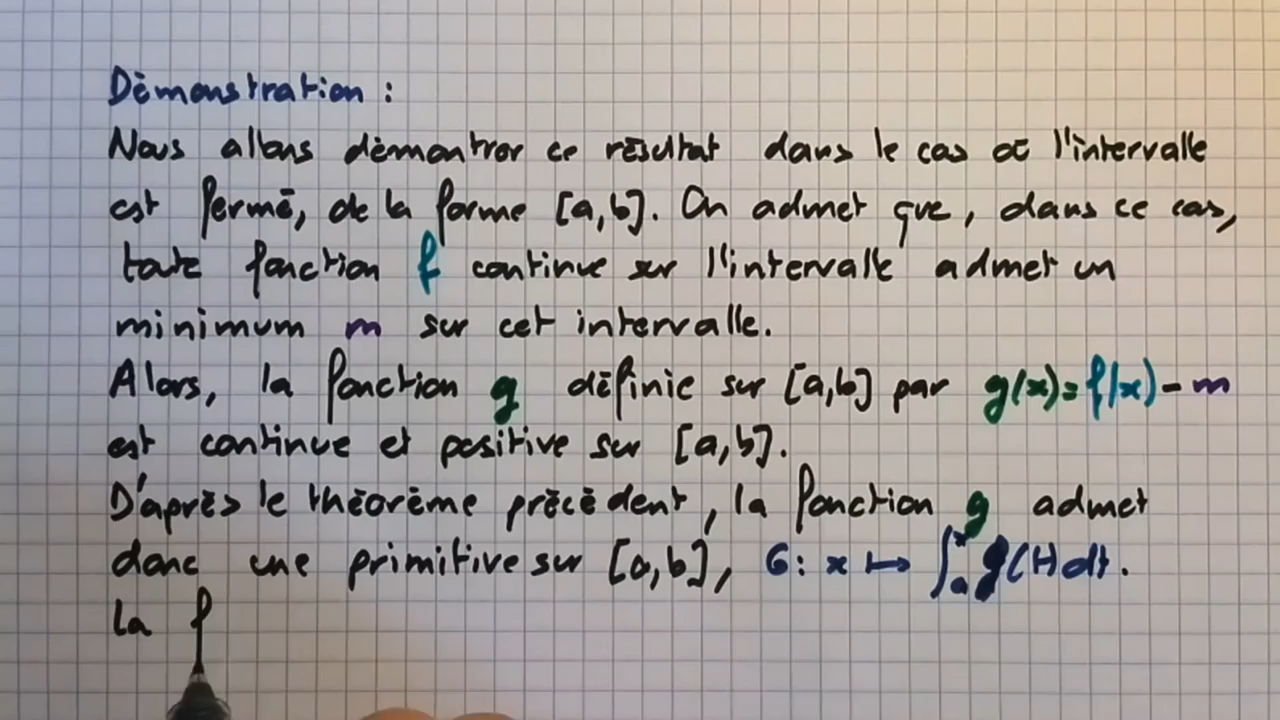 Démonstration :
Nous allons démontrer ce résultat dans le cas où l'intervalle
est fermé, de la forme [a,b]. On admet que, dans ce cas,
toute fonction f continue sur l'intervalle admet un
minimum m sur cet intervalle.
Alors, la fonction g définie sur [a,b] par g(x)=f(x)-m
est continue et positive sur [a,b].
D'après le théorème précédent, la fonction g admet
donc une primitive sur [a,b], G: x ↦ ∫ₐˣ g(t)dt.
La f